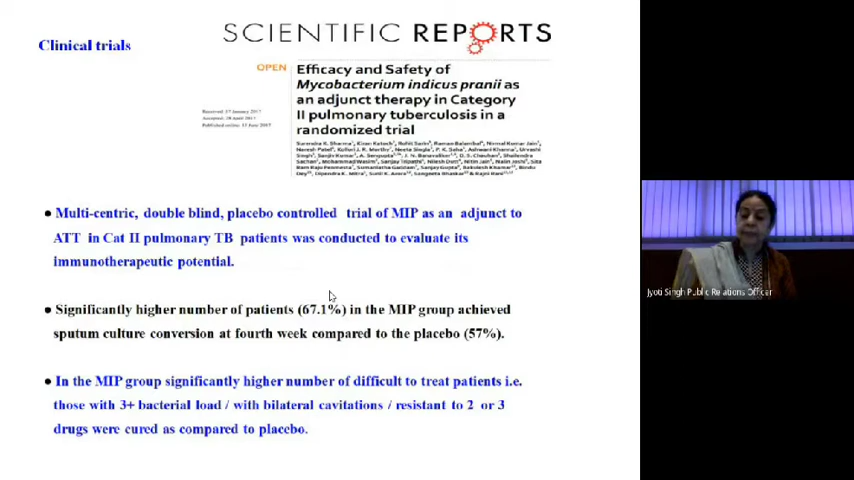 Clinical trials
SCIENTIFIC REPORTS
OPEN
Efficacy and Safety of
Mycobacterium indicus pranii as
an adjunct therapy in Category
II pulmonary tuberculosis in a
randomized trial
● Multi-centric, double blind, placebo controlled trial of MIP as an adjunct to
ATT in Cat II pulmonary TB patients was conducted to evaluate its
immunotherapeutic potential.
● Significantly higher number of patients (67.1%) in the MIP group achieved
sputum culture conversion at fourth week compared to the placebo (57%).
● In the MIP group significantly higher number of difficult to treat patients i.e.
those with 3+ bacterial load / with bilateral cavitations / resistant to 2 or 3
drugs were cured as compared to placebo.
Jyoti Singh Public Relations Officer